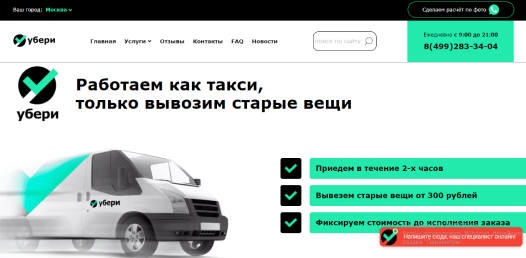 Ваш город: Москва
Сделаем расчёт по фото
убери
Главная Услуги Отзывы Контакты FAQ Новости
поиск по сайту
Ежедневно с 9:00 до 21:00
8(499)283-34-04
убери
Работаем как такси,
только вывозим старые вещи
убери
Приедем в течение 2-х часов
Вывезем старые вещи от 300 рублей
Фиксируем стоимость до исполнения заказа
Напишите сюда, наш специалист онлайн!